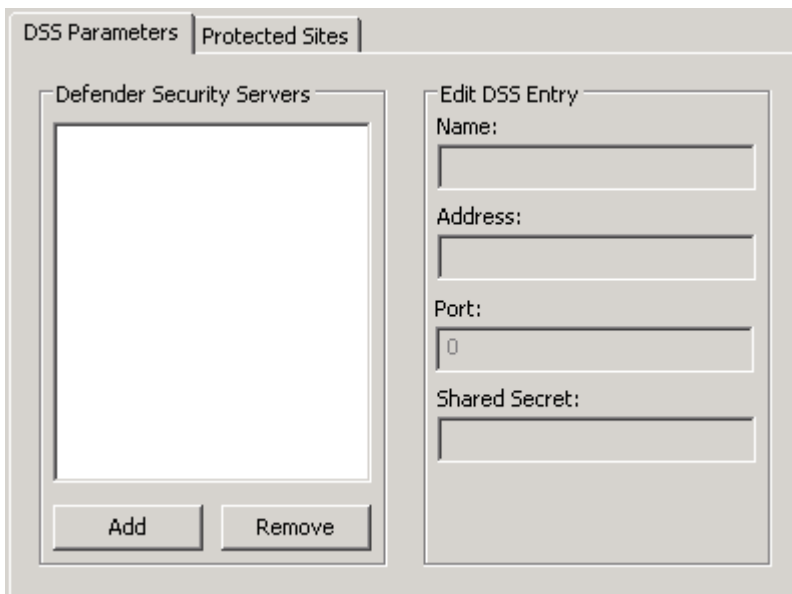 DSS Parameters
Protected Sites
Defender Security Servers
Add
Remove
Edit DSS Entry
Name:
Address:
Port:
0
Shared Secret: